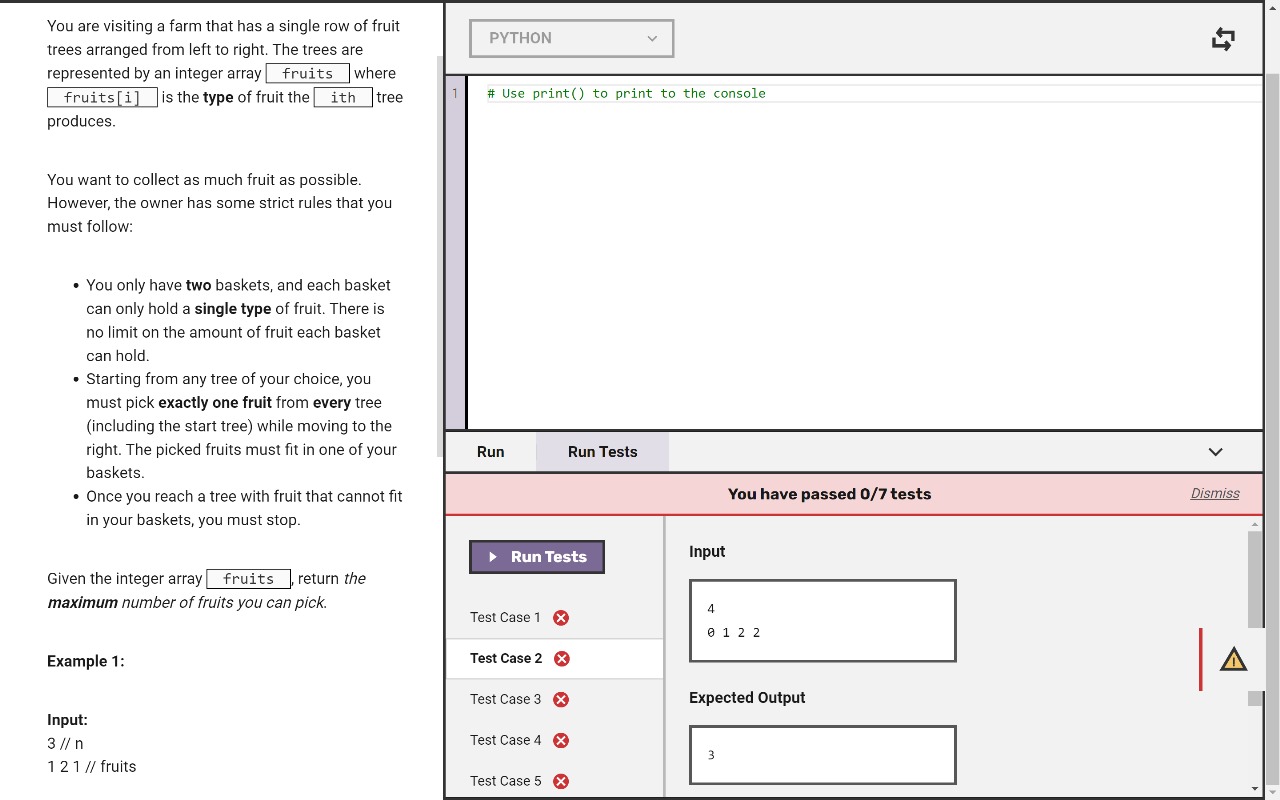 You are visiting a farm that has a single row of fruit
trees arranged from left to right. The trees are
represented by an integer array fruits where
fruits[i] is the type of fruit the ith tree
produces.
You want to collect as much fruit as possible.
However, the owner has some strict rules that you
must follow:
• You only have two baskets, and each basket
can only hold a single type of fruit. There is
no limit on the amount of fruit each basket
can hold.
• Starting from any tree of your choice, you
must pick exactly one fruit from every tree
(including the start tree) while moving to the
right. The picked fruits must fit in one of your
baskets.
• Once you reach a tree with fruit that cannot fit
in your baskets, you must stop.
Given the integer array fruits, return the
maximum number of fruits you can pick.
Example 1:
Input:
3 // n
1 2 1 // fruits
PYTHON
1 # Use print() to print to the console
Run Run Tests
You have passed 0/7 tests Dismiss
Run Tests
Test Case 1
Test Case 2
Test Case 3
Test Case 4
Test Case 5
Input
4
0 1 2 2
Expected Output
3